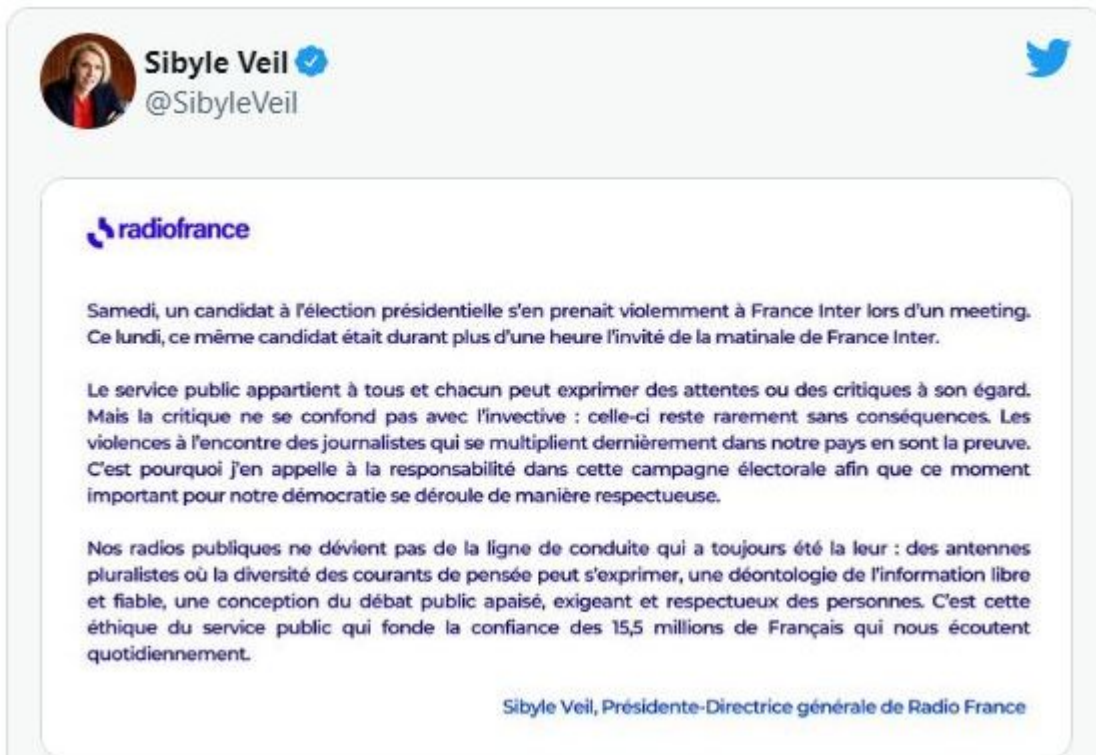 Sibyle Veil
@SibyleVeil
radiofrance
Samedi, un candidat à l'élection présidentielle s'en prenait violemment à France Inter lors d'un meeting.
Ce lundi, ce même candidat était durant plus d'une heure l'invité de la matinale de France Inter.
Le service public appartient à tous et chacun peut exprimer des attentes ou des critiques à son égard.
Mais la critique ne se confond pas avec l'invective : celle-ci reste rarement sans conséquences. Les
violences à l'encontre des journalistes qui se multiplient dernièrement dans notre pays en sont la preuve.
C'est pourquoi j'en appelle à la responsabilité dans cette campagne électorale afin que ce moment
important pour notre démocratie se déroule de manière respectueuse.
Nos radios publiques ne dévient pas de la ligne de conduite qui a toujours été la leur : des antennes
pluralistes où la diversité des courants de pensée peut s'exprimer, une déontologie de l'information libre
et fiable, une conception du débat public apaisé, exigeant et respectueux des personnes. C'est cette
éthique du service public qui fonde la confiance des 15,5 millions de Français qui nous écoutent
quotidiennement.
Sibyle Veil, Présidente-Directrice générale de Radio France